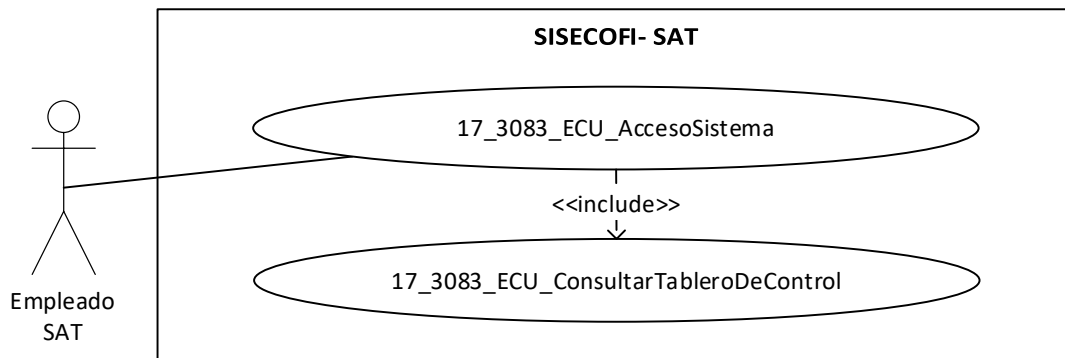 SISECOFI- SAT
17_3083_ECU_AccesoSistema
<<include>>
17_3083_ECU_ConsultarTableroDeControl
Empleado
SAT